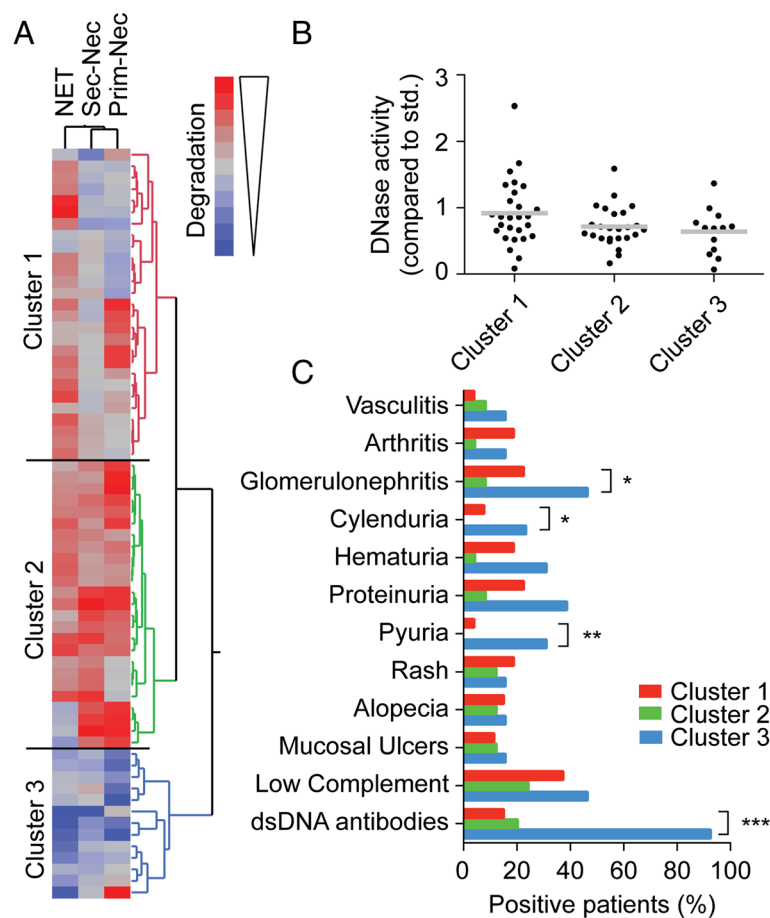 A
NET
Sec-Nec
Prim-Nec
Degradation
Cluster 1
Cluster 2
Cluster 3
B
DNase activity
(compared to std.)
3
2
1
0
Cluster 1
Cluster 2
Cluster 3
C
Vasculitis
Arthritis
Glomerulonephritis
*
Cylenduria
*
Hematuria
Proteinuria
Pyuria
**
Rash
Alopecia
Mucosal Ulcers
Low Complement
dsDNA antibodies
***
Cluster 1
Cluster 2
Cluster 3
0 20 40 60 80 100
Positive patients (%)